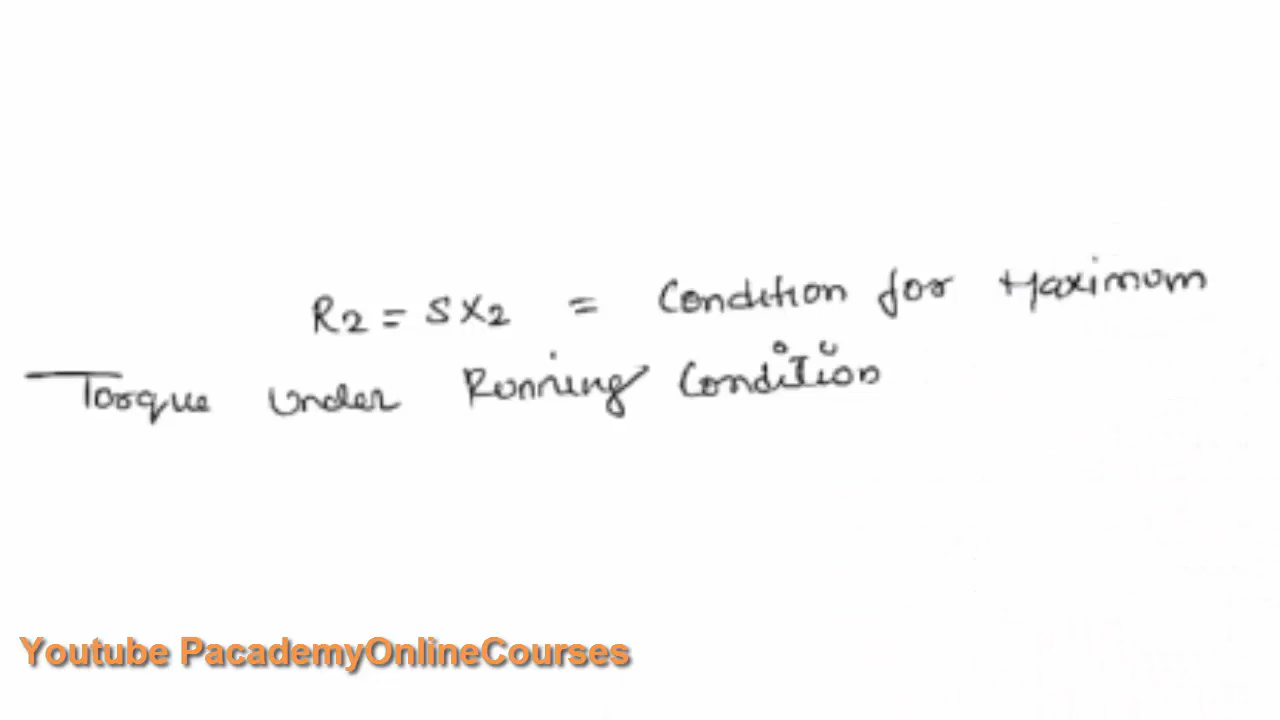 R2 = SX2 = Condition for Maximum
Torque under Running Condition
Youtube PacademyOnlineCourses